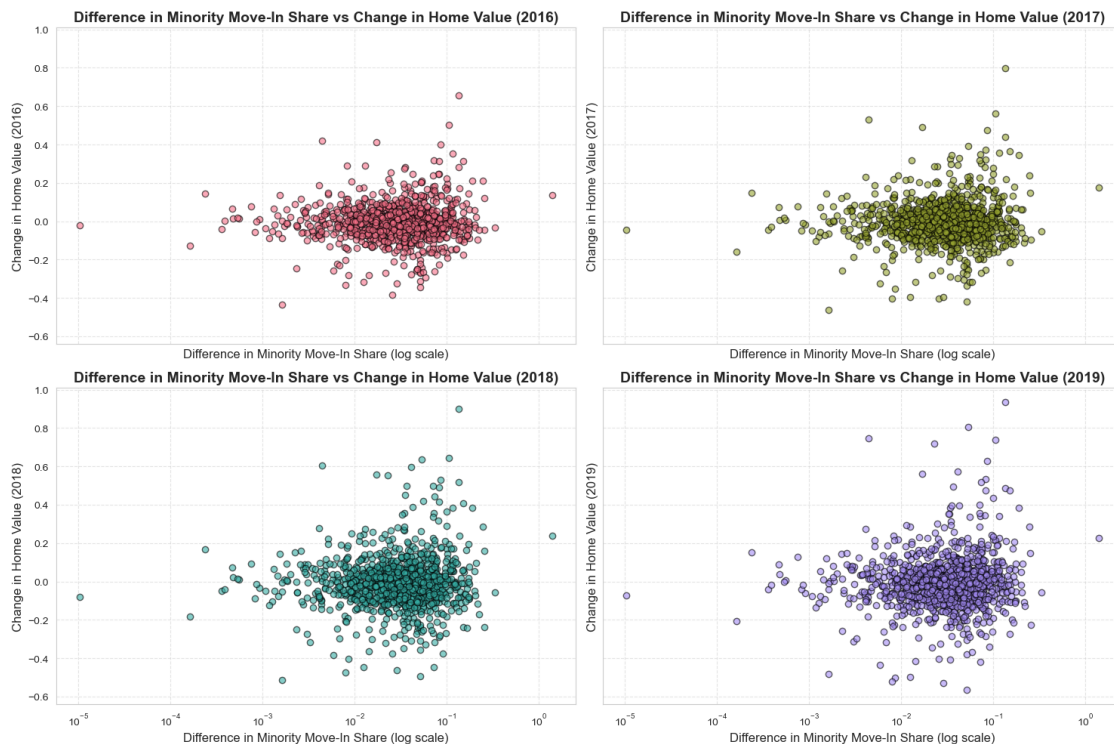 Difference in Minority Move-In Share vs Change in Home Value (2016)
Change in Home Value (2016)
1.0
0.8
0.6
0.4
0.2
0.0
−0.2
−0.4
−0.6
Difference in Minority Move-In Share (log scale)
Difference in Minority Move-In Share vs Change in Home Value (2017)
Change in Home Value (2017)
Difference in Minority Move-In Share (log scale)
Difference in Minority Move-In Share vs Change in Home Value (2018)
Change in Home Value (2018)
1.0
0.8
0.6
0.4
0.2
0.0
−0.2
−0.4
−0.6
10⁻⁵ 10⁻⁴ 10⁻³ 10⁻² 10⁻¹ 10⁰
Difference in Minority Move-In Share (log scale)
Difference in Minority Move-In Share vs Change in Home Value (2019)
Change in Home Value (2019)
10⁻⁵ 10⁻⁴ 10⁻³ 10⁻² 10⁻¹ 10⁰
Difference in Minority Move-In Share (log scale)